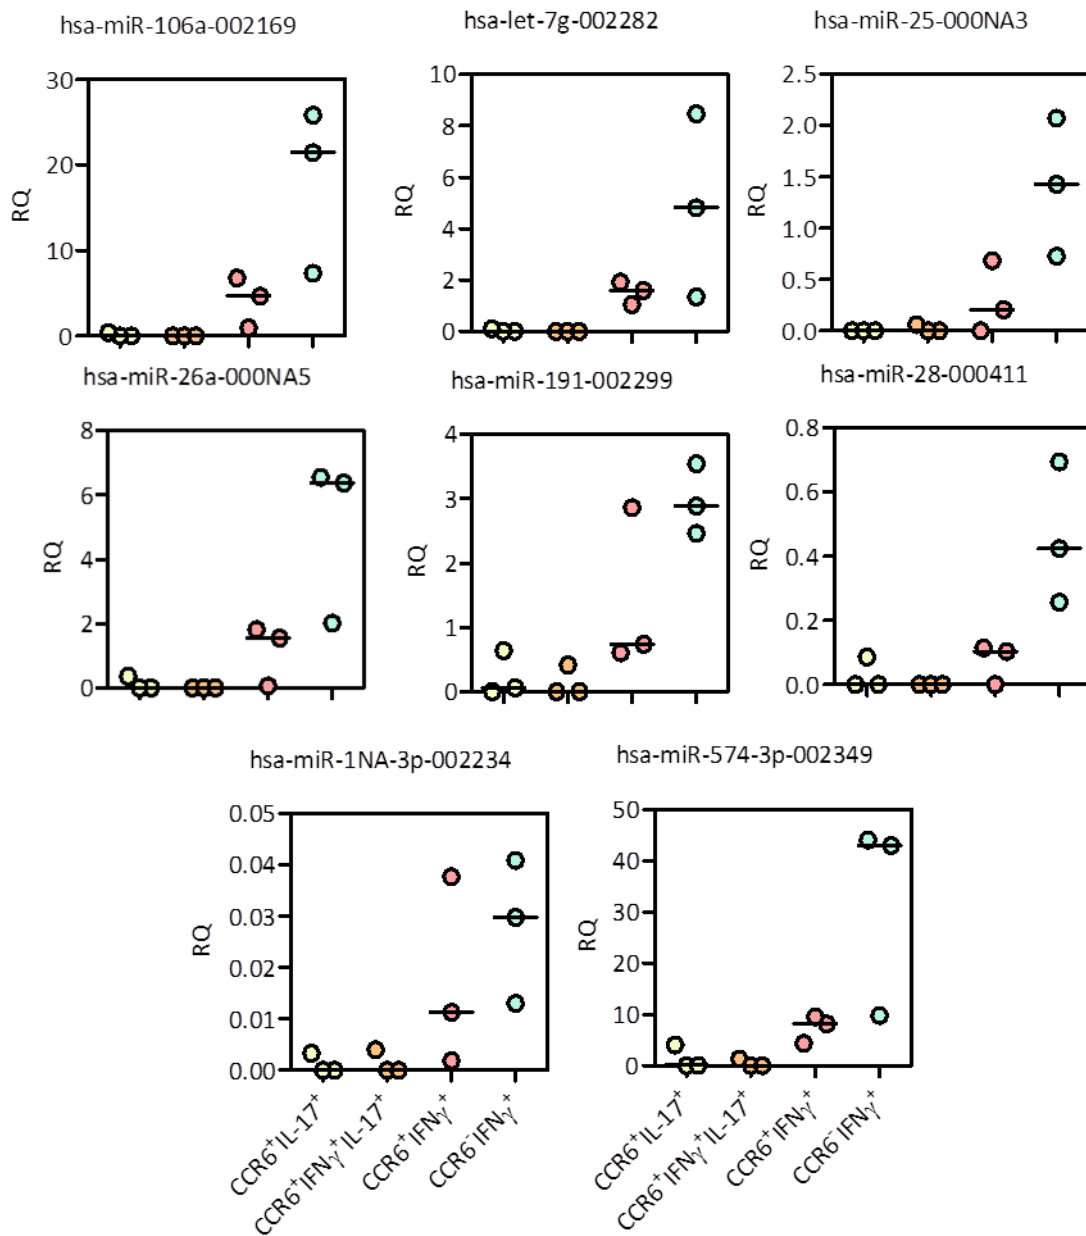 hsa-miR-106a-002169
hsa-let-7g-002282
hsa-miR-25-000NA3
30
20
10
0
RQ
10
8
6
4
2
0
RQ
2.5
2.0
1.5
1.0
0.5
0.0
RQ
hsa-miR-26a-000NA5
hsa-miR-191-002299
hsa-miR-28-000411
8
6
4
2
0
RQ
4
3
2
1
0
RQ
0.8
0.6
0.4
0.2
0.0
RQ
hsa-miR-1NA-3p-002234
hsa-miR-574-3p-002349
0.05
0.04
0.03
0.02
0.01
0.00
RQ
50
40
30
20
10
0
RQ
CCR6⁺IL-17⁺
CCR6⁺IFNγ⁺IL-17⁺
CCR6⁺IFNγ⁺
CCR6⁻IFNγ⁺
CCR6⁺IL-17⁺
CCR6⁺IFNγ⁺IL-17⁺
CCR6⁺IFNγ⁺
CCR6⁻IFNγ⁺